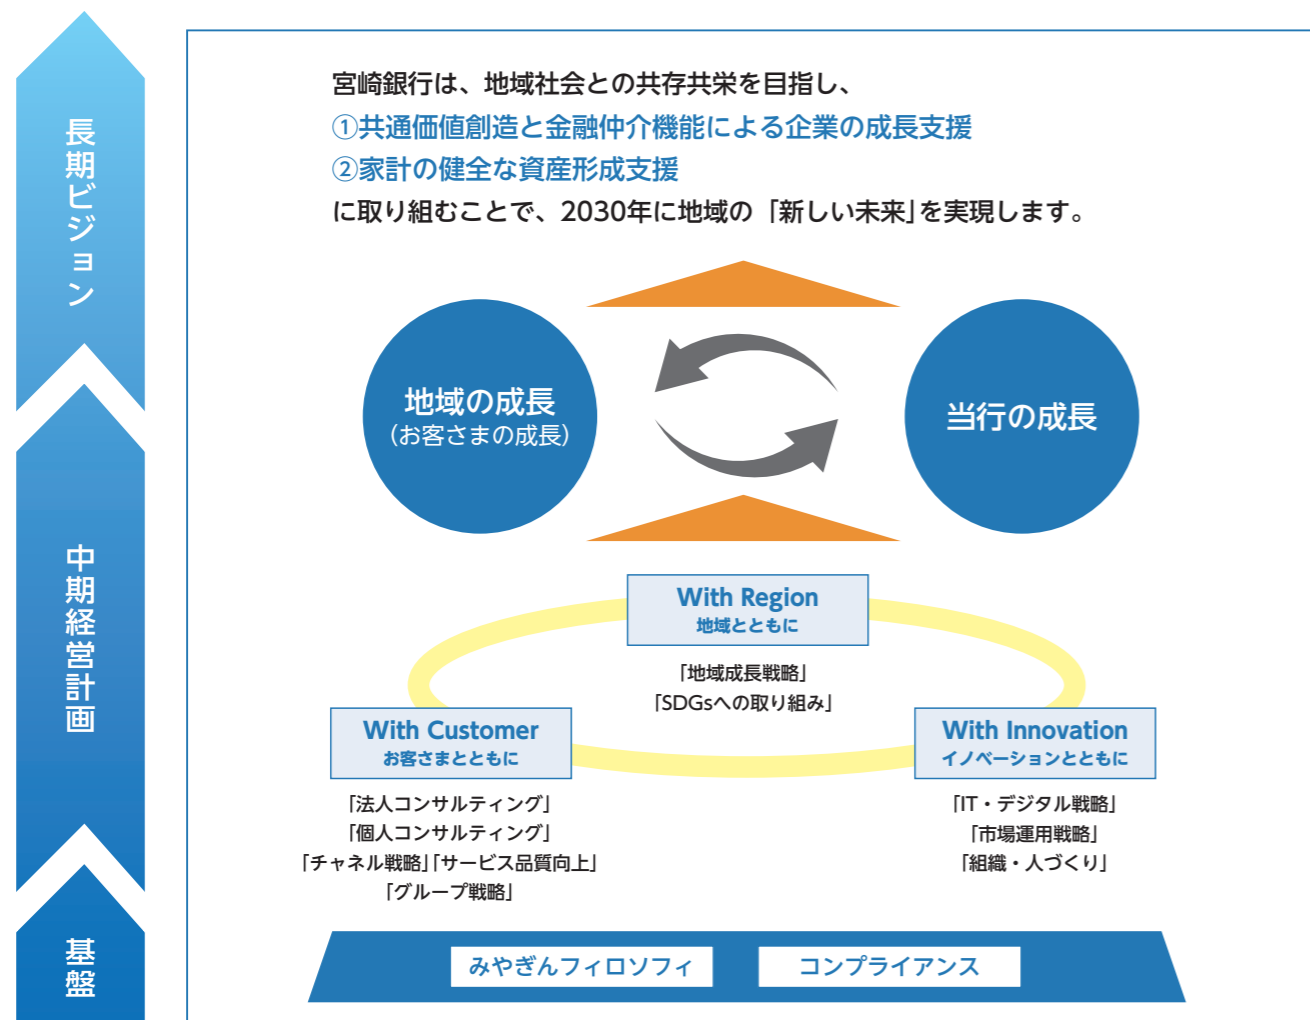 長期ビジョン
宮崎銀行は、地域社会との共存共栄を目指し、
①共通価値創造と金融仲介機能による企業の成長支援
②家計の健全な資産形成支援
に取り組むことで、2030年に地域の「新しい未来」を実現します。
地域の成長
(お客さまの成長)
当行の成長
中期経営計画
With Region
地域とともに
「地域成長戦略」
「SDGsへの取り組み」
With Customer
お客さまとともに
「法人コンサルティング」
「個人コンサルティング」
「チャネル戦略」「サービス品質向上」
「グループ戦略」
With Innovation
イノベーションとともに
「IT・デジタル戦略」
「市場運用戦略」
「組織・人づくり」
基盤
みやぎんフィロソフィ
コンプライアンス